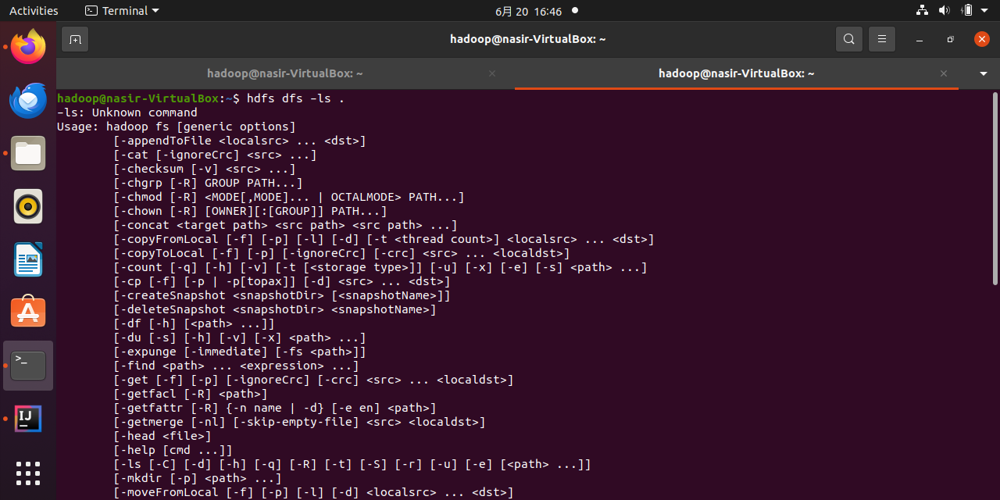 Activities Terminal 6月 20 16:46
hadoop@nasir-VirtualBox: ~
hadoop@nasir-VirtualBox: ~ hadoop@nasir-VirtualBox: ~
hadoop@nasir-VirtualBox:~$ hdfs dfs –ls .
–ls: Unknown command
Usage: hadoop fs [generic options]
[-appendToFile <localsrc> ... <dst>]
[-cat [-ignoreCrc] <src> ...]
[-checksum [-v] <src> ...]
[-chgrp [-R] GROUP PATH...]
[-chmod [-R] <MODE[,MODE]... | OCTALMODE> PATH...]
[-chown [-R] [OWNER][:[GROUP]] PATH...]
[-concat <target path> <src path> <src path> ...]
[-copyFromLocal [-f] [-p] [-l] [-d] [-t <thread count>] <localsrc> ... <dst>]
[-copyToLocal [-f] [-p] [-ignoreCrc] [-crc] <src> ... <localdst>]
[-count [-q] [-h] [-v] [-t [<storage type>]] [-u] [-x] [-e] [-s] <path> ...]
[-cp [-f] [-p | -p[topax]] [-d] <src> ... <dst>]
[-createSnapshot <snapshotDir> [<snapshotName>]]
[-deleteSnapshot <snapshotDir> <snapshotName>]
[-df [-h] [<path> ...]]
[-du [-s] [-h] [-v] [-x] <path> ...]
[-expunge [-immediate] [-fs <path>]]
[-find <path> ... <expression> ...]
[-get [-f] [-p] [-ignoreCrc] [-crc] <src> ... <localdst>]
[-getfacl [-R] <path>]
[-getfattr [-R] {-n name | -d} [-e en] <path>]
[-getmerge [-nl] [-skip-empty-file] <src> <localdst>]
[-head <file>]
[-help [cmd ...]]
[-ls [-C] [-d] [-h] [-q] [-R] [-t] [-S] [-r] [-u] [-e] [<path> ...]]
[-mkdir [-p] <path> ...]
[-moveFromLocal [-f] [-p] [-l] [-d] <localsrc> ... <dst>]